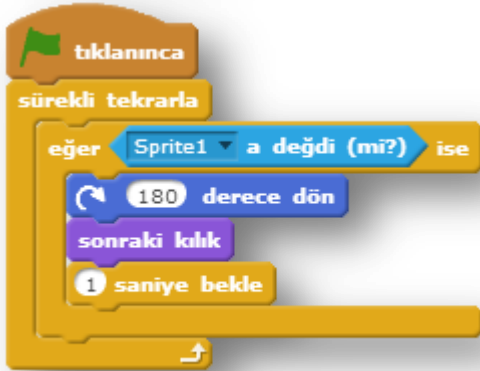 tıklanınca
sürekli tekrarla
eğer Sprite1 a değdi (mi?) ise
180 derece dön
sonraki kılık
1 saniye bekle